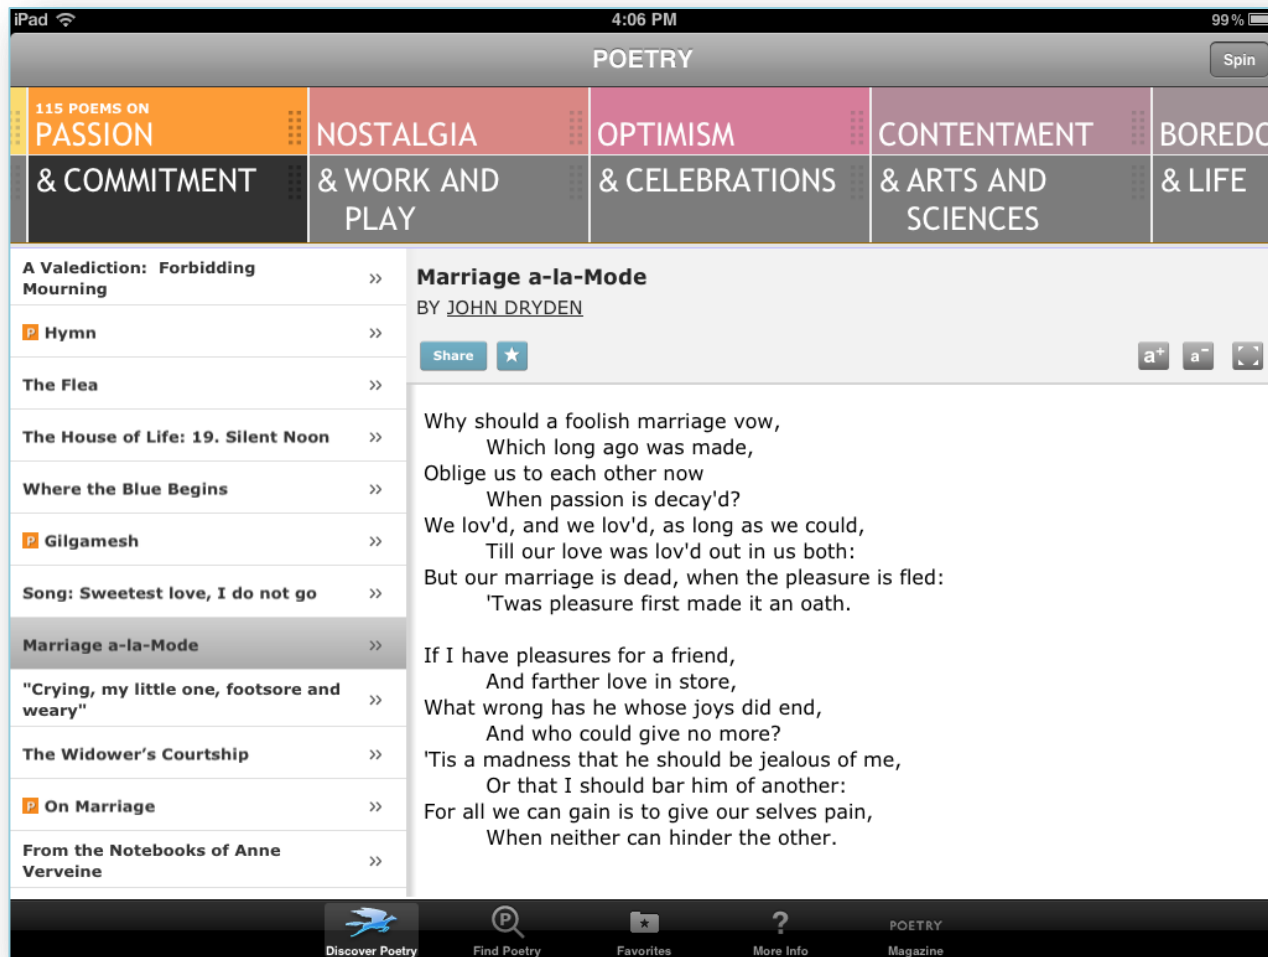 iPad
4:06 PM
99%
POETRY
Spin
115 POEMS ON
PASSION
NOSTALGIA
OPTIMISM
CONTENTMENT
BOREDO
& COMMITMENT
& WORK AND
PLAY
& CELEBRATIONS
& ARTS AND
SCIENCES
& LIFE
A Valediction: Forbidding
Mourning
P Hymn
The Flea
The House of Life: 19. Silent Noon
Where the Blue Begins
P Gilgamesh
Song: Sweetest love, I do not go
Marriage a-la-Mode
"Crying, my little one, footsore and
weary"
The Widower’s Courtship
P On Marriage
From the Notebooks of Anne
Verveine
Marriage a-la-Mode
BY JOHN DRYDEN
Share
a+ a-
Why should a foolish marriage vow,
Which long ago was made,
Oblige us to each other now
When passion is decay'd?
We lov'd, and we lov'd, as long as we could,
Till our love was lov'd out in us both:
But our marriage is dead, when the pleasure is fled:
'Twas pleasure first made it an oath.
If I have pleasures for a friend,
And farther love in store,
What wrong has he whose joys did end,
And who could give no more?
'Tis a madness that he should be jealous of me,
Or that I should bar him of another:
For all we can gain is to give our selves pain,
When neither can hinder the other.
Discover Poetry
P
Find Poetry
Favorites
?
More Info
POETRY
Magazine